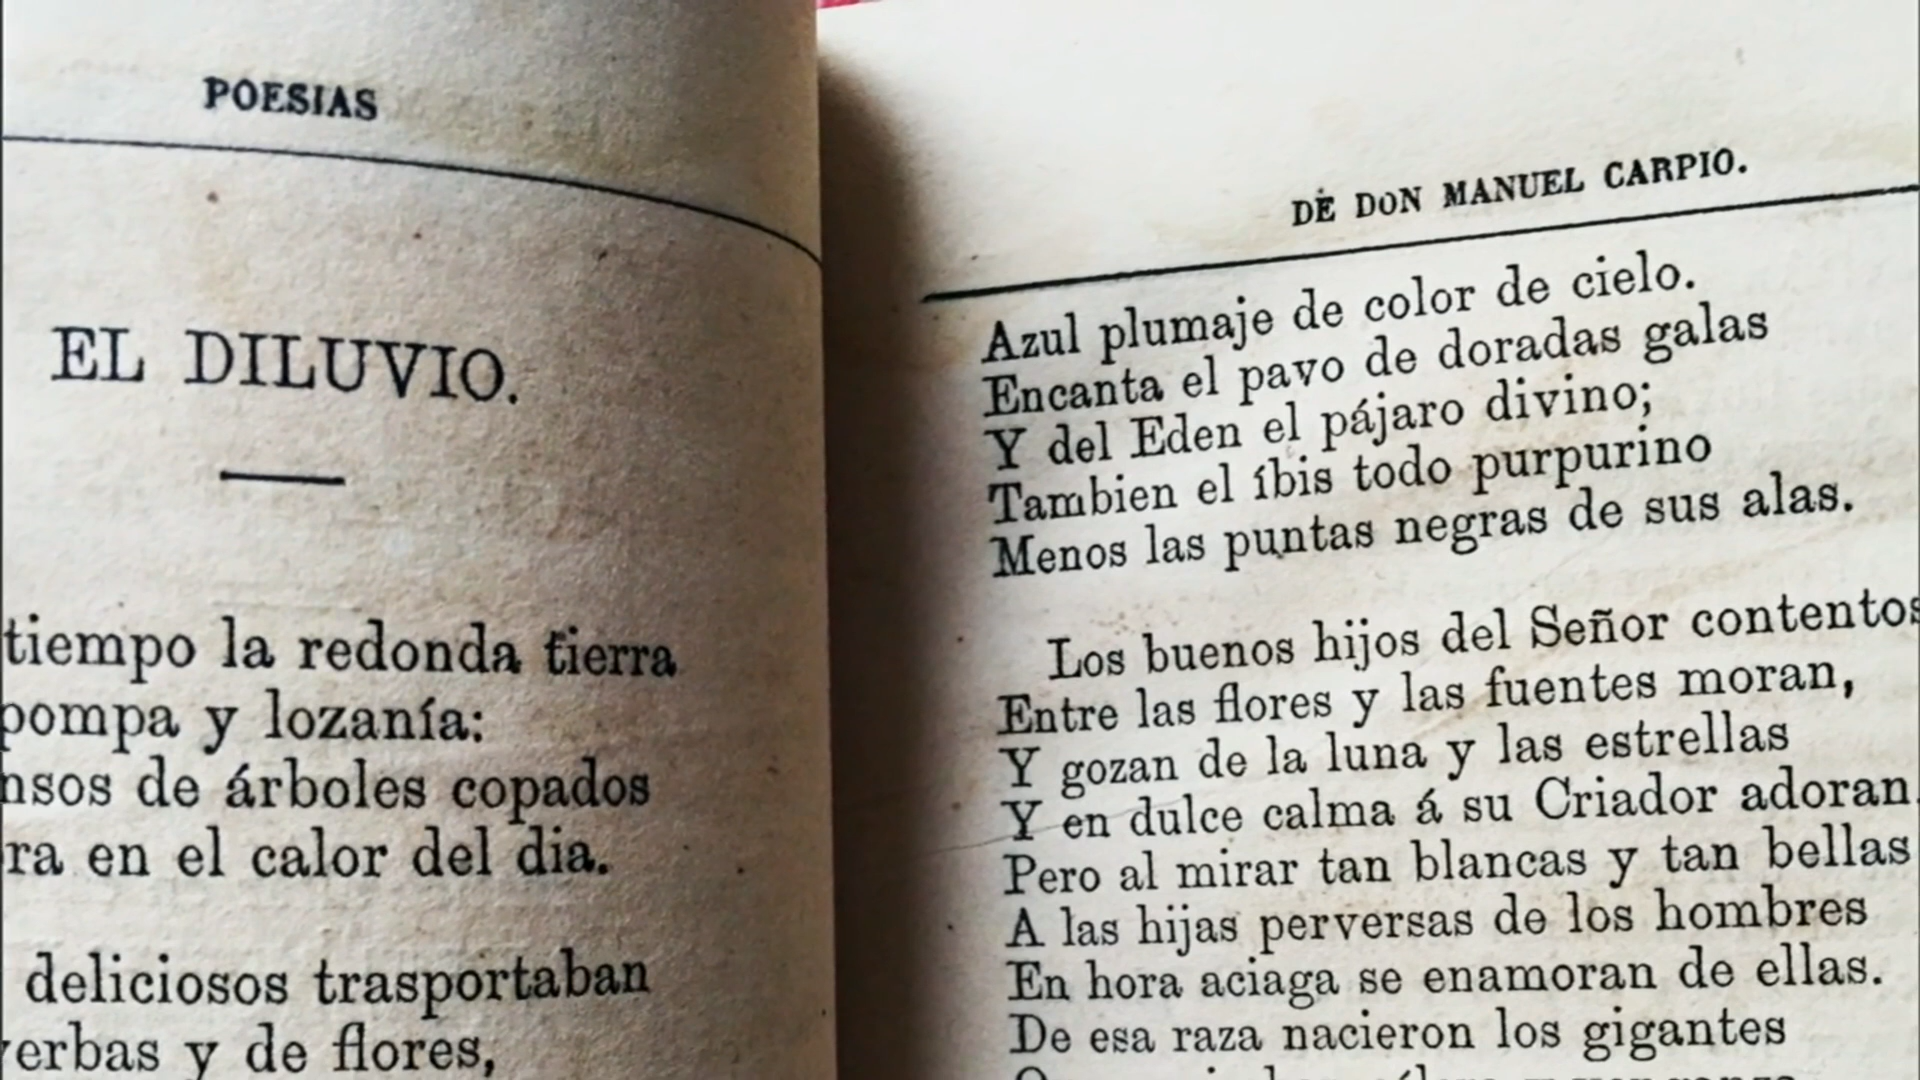 POESIAS
EL DILUVIO.
tiempo la redonda tierra
pompa y lozanía:
de árboles copados
en el calor del dia.
deliciosos trasportaban
y de flores,
DE DON MANUEL CARPIO.
Azul plumaje de color de cielo.
Encanta el pavo de doradas galas
Y del Eden el pájaro divino;
Tambien el íbis todo purpurino
Menos las puntas negras de sus alas.
Los buenos hijos del Señor contentos
Entre las flores y las fuentes moran,
Y gozan de la luna y las estrellas
Y en dulce calma á su Criador adoran.
Pero al mirar tan blancas y tan bellas
A las hijas perversas de los hombres
En hora aciaga se enamoran de ellas.
De esa raza nacieron los gigantes